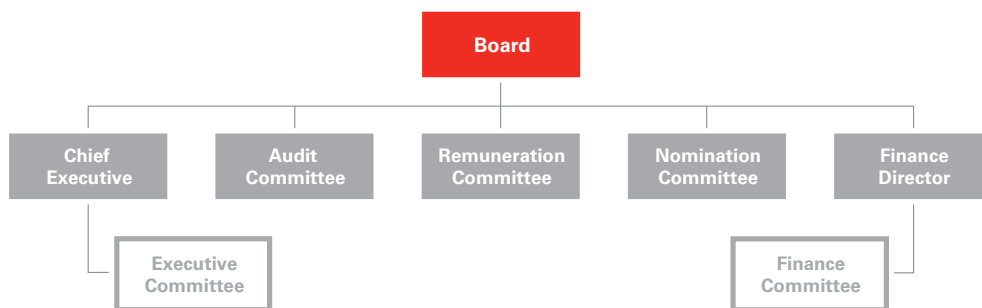 Board
Chief
Executive
Audit
Committee
Remuneration
Committee
Nomination
Committee
Finance
Director
Executive
Committee
Finance
Committee